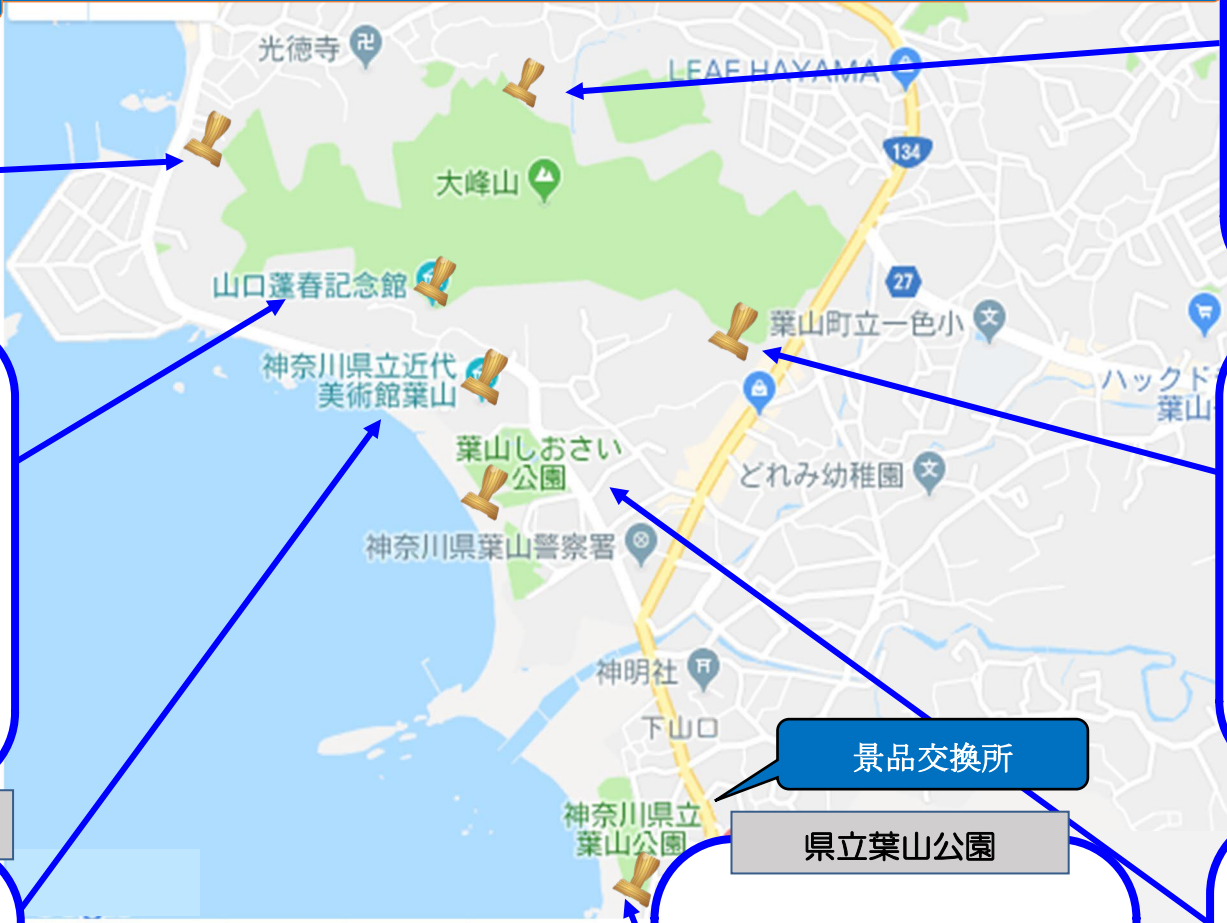 光徳寺
LEAF HAYAMA
134
大峰山
山口蓬春記念館
27
葉山町立一色小
神奈川県立近代
美術館葉山
ハックド
葉山
葉山しおさい
公園
どれみ幼稚園
神奈川県葉山警察署
神明社
下山口
景品交換所
神奈川県立
葉山公園
県立葉山公園